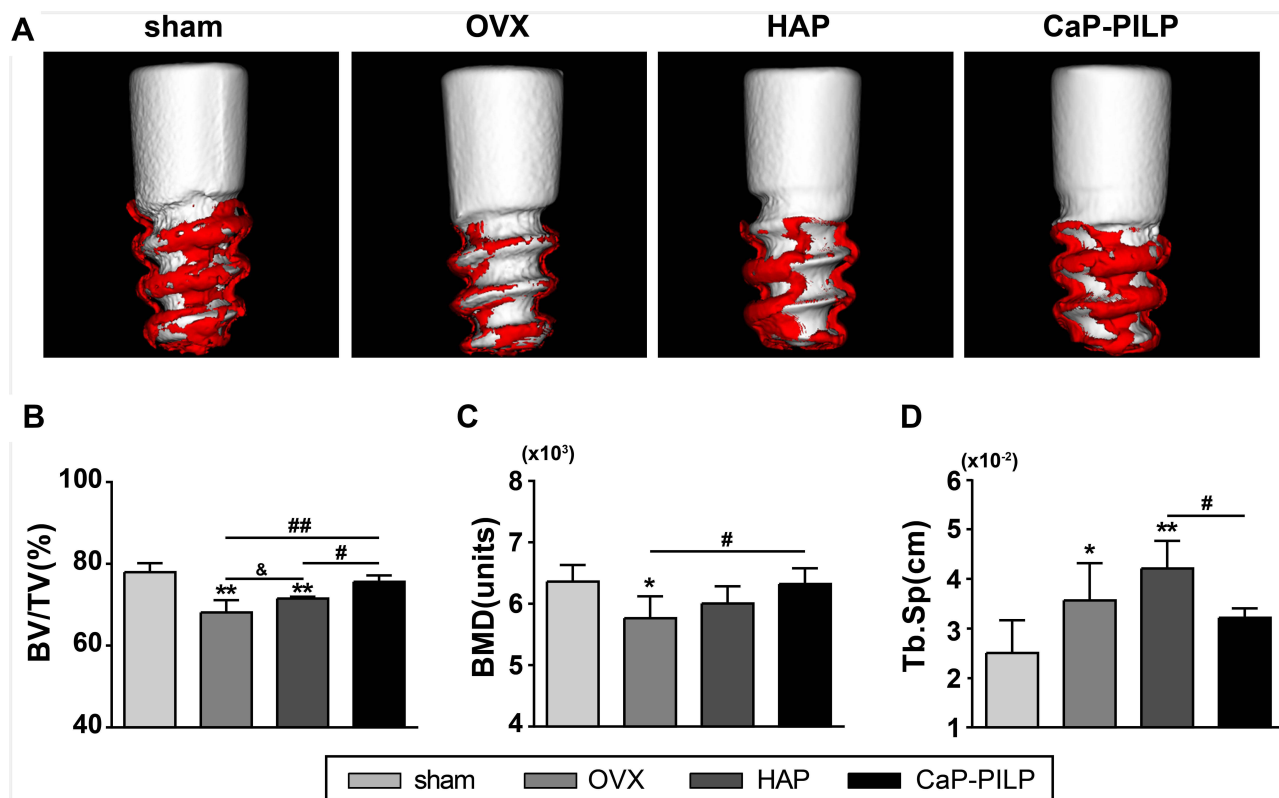 A
sham
OVX
HAP
CaP-PILP
B
BV/TV(%)
100
80
60
40
**
**
&
#
##
C
(x10³)
BMD(units)
8
7
6
5
4
*
#
D
(x10⁻²)
Tb.Sp(cm)
6
5
4
3
2
1
*
**
#
sham OVX HAP CaP-PILP